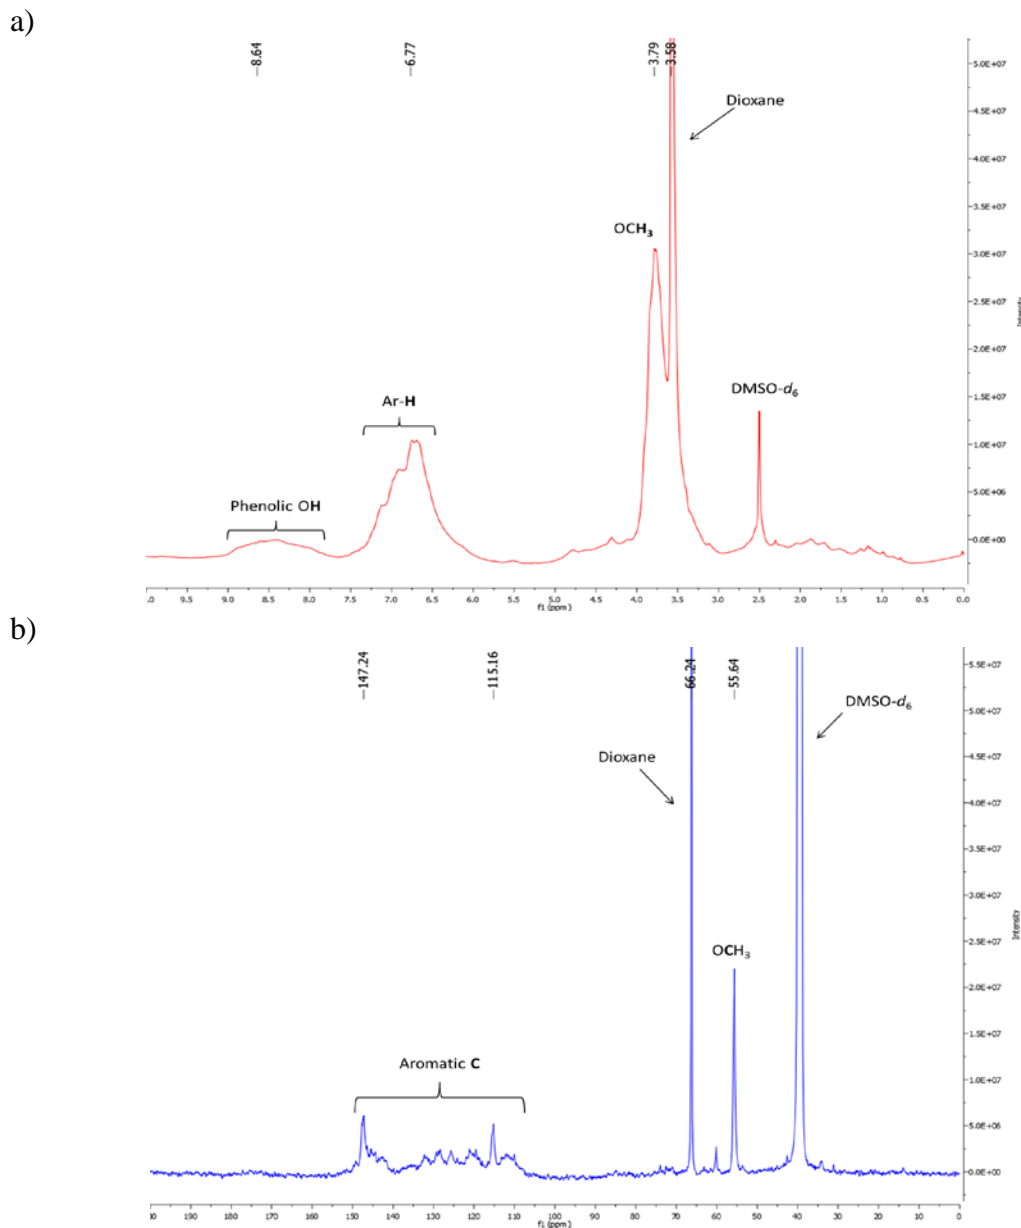 a)
8.64
6.77
3.79
3.58
5.0E+07
Dioxane
4.5E+07
4.0E+07
3.5E+07
OCH₃
3.0E+07
2.5E+07
Intensity
2.0E+07
DMSO-d₆
1.5E+07
Ar-H
1.0E+07
Phenolic OH
5.0E+06
0.0E+00
.0 9.5 9.0 8.5 8.0 7.5 7.0 6.5 6.0 5.5 5.0 4.5 4.0 3.5 3.0 2.5 2.0 1.5 1.0 0.5 0.0
f1 (ppm)
b)
147.24
115.16
66.24
55.64
5.5E+07
DMSO-d₆
5.0E+07
Dioxane
4.5E+07
4.0E+07
3.5E+07
3.0E+07
Intensity
2.5E+07
OCH₃
2.0E+07
1.5E+07
Aromatic C
1.0E+07
5.0E+06
0.0E+00
00 190 180 170 160 150 140 130 120 110 100 90 80 70 60 50 40 30 20 10 0
f1 (ppm)